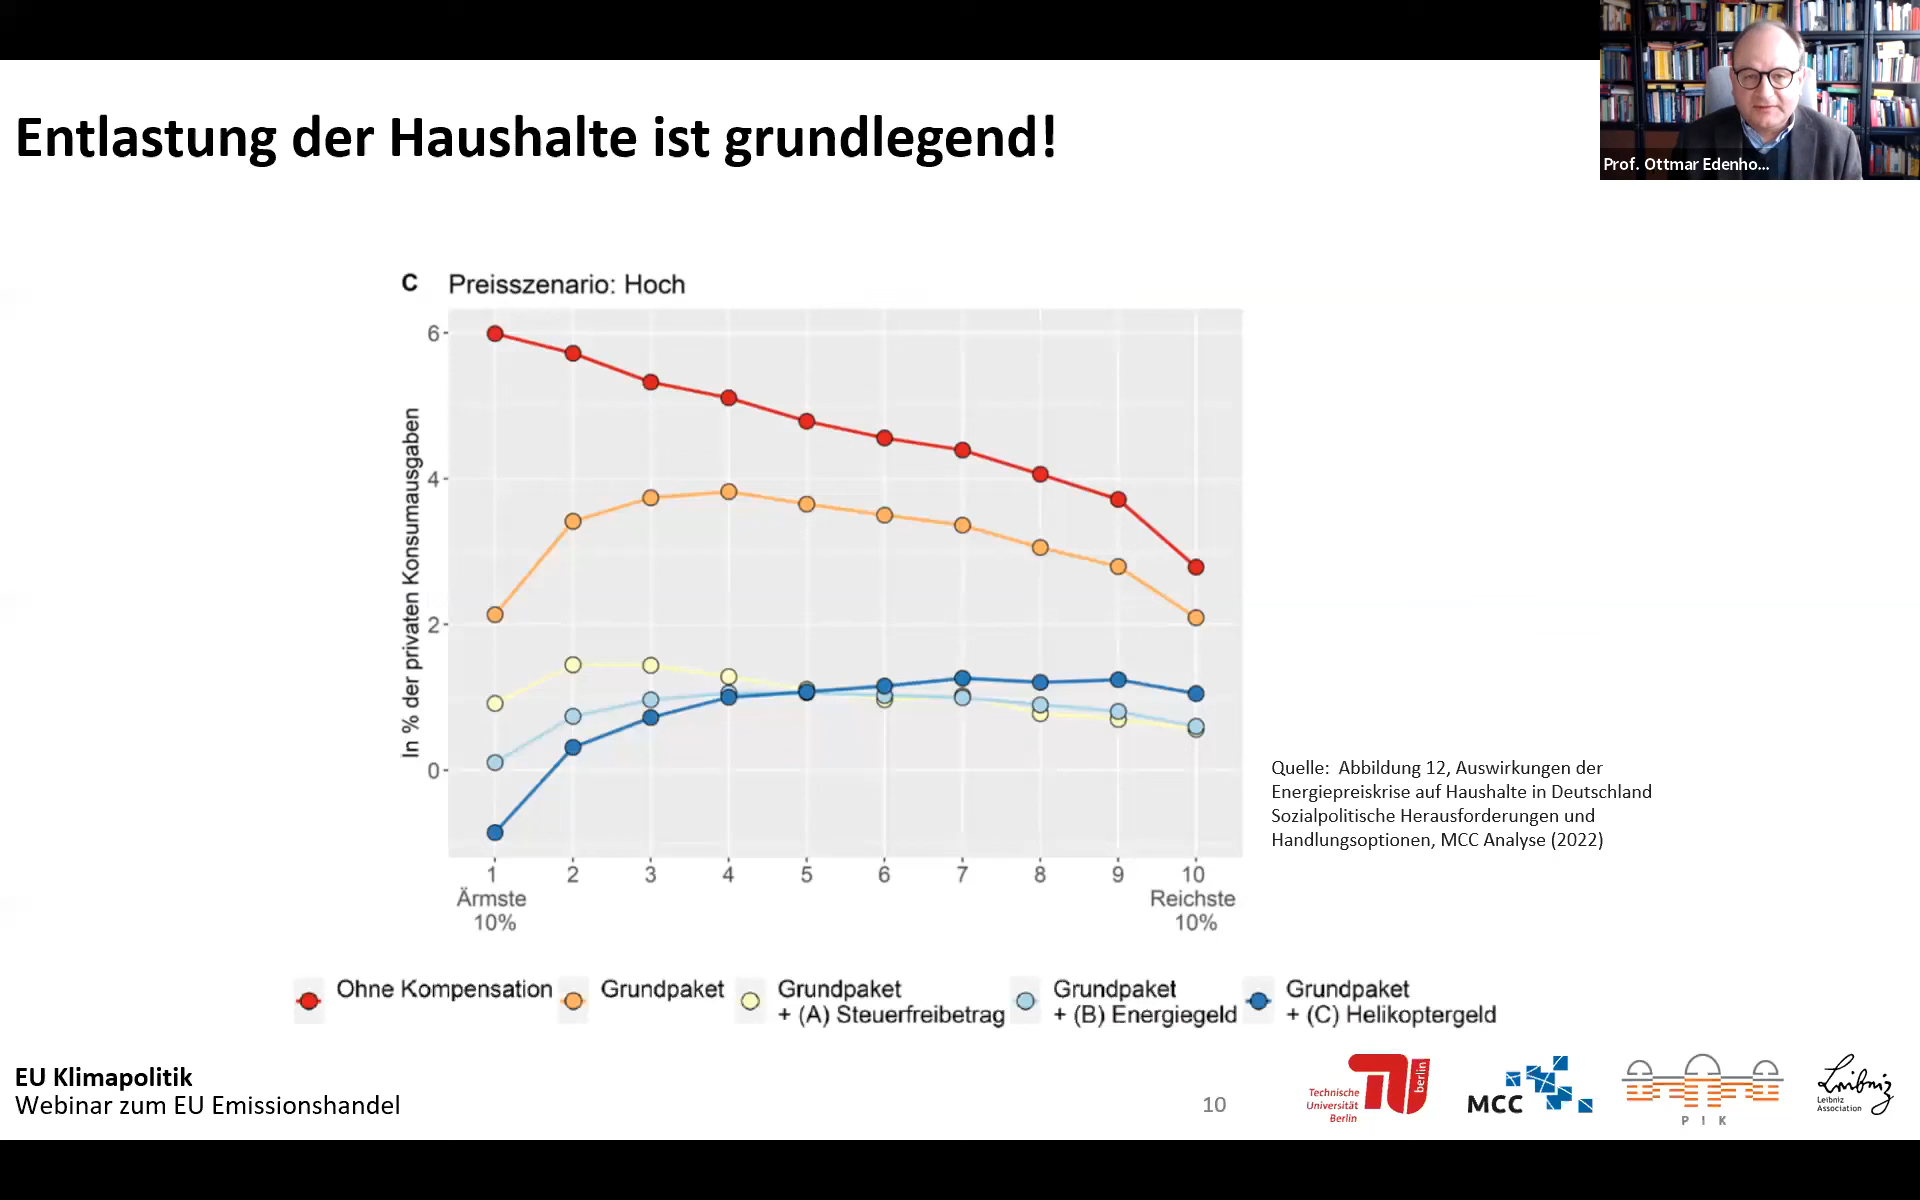 Prof. Ottmar Edenho...
Entlastung der Haushalte ist grundlegend!
C Preisszenario: Hoch
In % der privaten Konsumausgaben
6
4
2
0
1 2 3 4 5 6 7 8 9 10
Ärmste Reichste
10% 10%
Quelle: Abbildung 12, Auswirkungen der
Energiepreiskrise auf Haushalte in Deutschland
Sozialpolitische Herausforderungen und
Handlungsoptionen, MCC Analyse (2022)
Ohne Kompensation
Grundpaket
Grundpaket
+ (A) Steuerfreibetrag
Grundpaket
+ (B) Energiegeld
Grundpaket
+ (C) Helikoptergeld
EU Klimapolitik
Webinar zum EU Emissionshandel
10
Technische
Universität
Berlin
berlin
MCC
P I K
Leibniz
Leibniz
Association